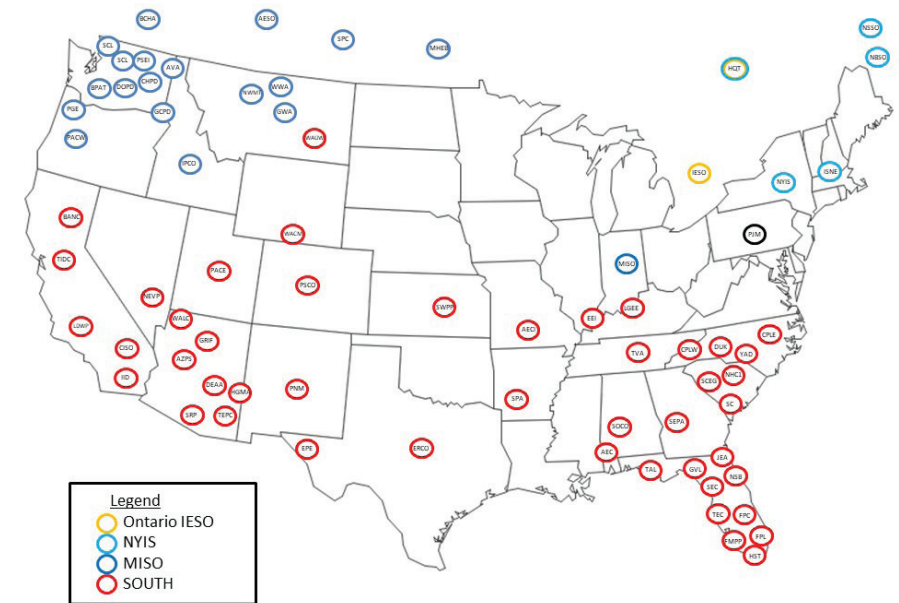 BCHA
AESO
NSSO
SPC
SCL
MHEB
NBSO
SCL
PSEI
AVA
HQT
BPAT
DOPD
CHPD
NWMT
WWA
PGE
GCPD
GWA
PACW
WAUW
IPCO
IESO
NYIS
ISNE
BANC
WACM
PJM
TIDC
PACE
MISO
PSCO
NEVP
SWPP
LGEE
WALC
EEI
LDWP
AECI
CPLE
CISO
GRIF
AZPS
TVA
CPLW
DUK
YAD
IID
DEAA
HGMA
PNM
SCEG
NHC1
SPA
SC
SRP
TEPC
SOCO
SEPA
EPE
ERCO
AEC
JEA
TAL
GVL
NSB
SEC
TEC
FPC
FMPP
FPL
HST
Legend
Ontario IESO
NYIS
MISO
SOUTH